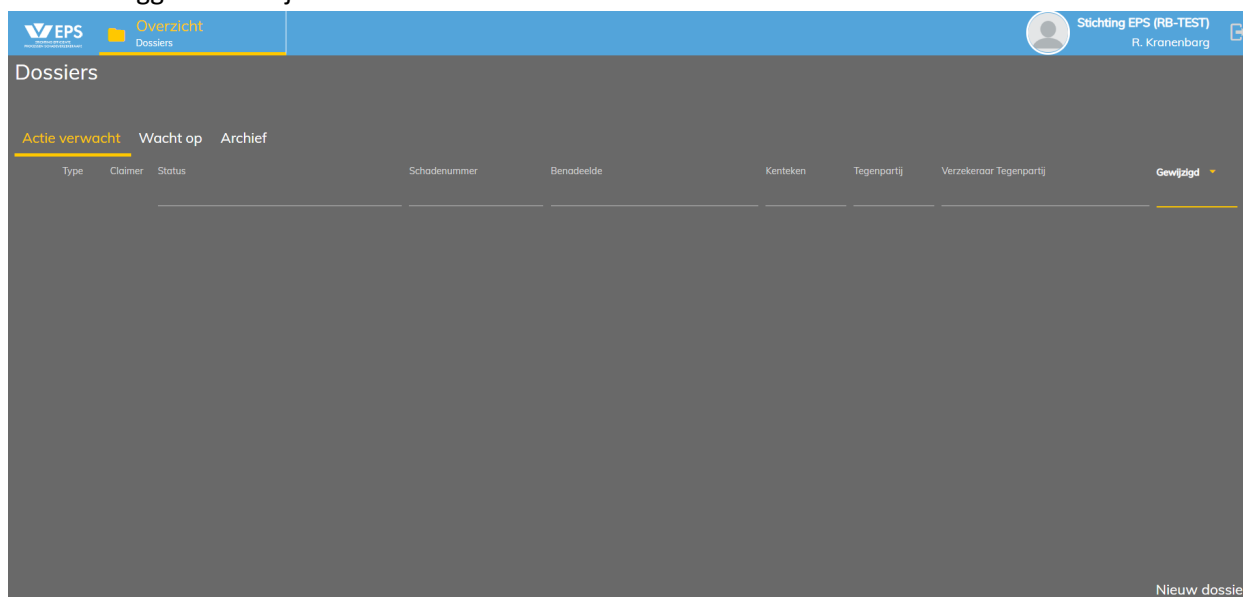 EPS
Overzicht
Dossiers
Stichting EPS (RB-TEST)
R. Kranenbarg
Dossiers
Actie verwacht Wacht op Archief
Type Claimer Status Schadenummer Benadeelde Kenteken Tegenpartij Verzekeraar Tegenpartij Gewijzigd
Nieuw dossie